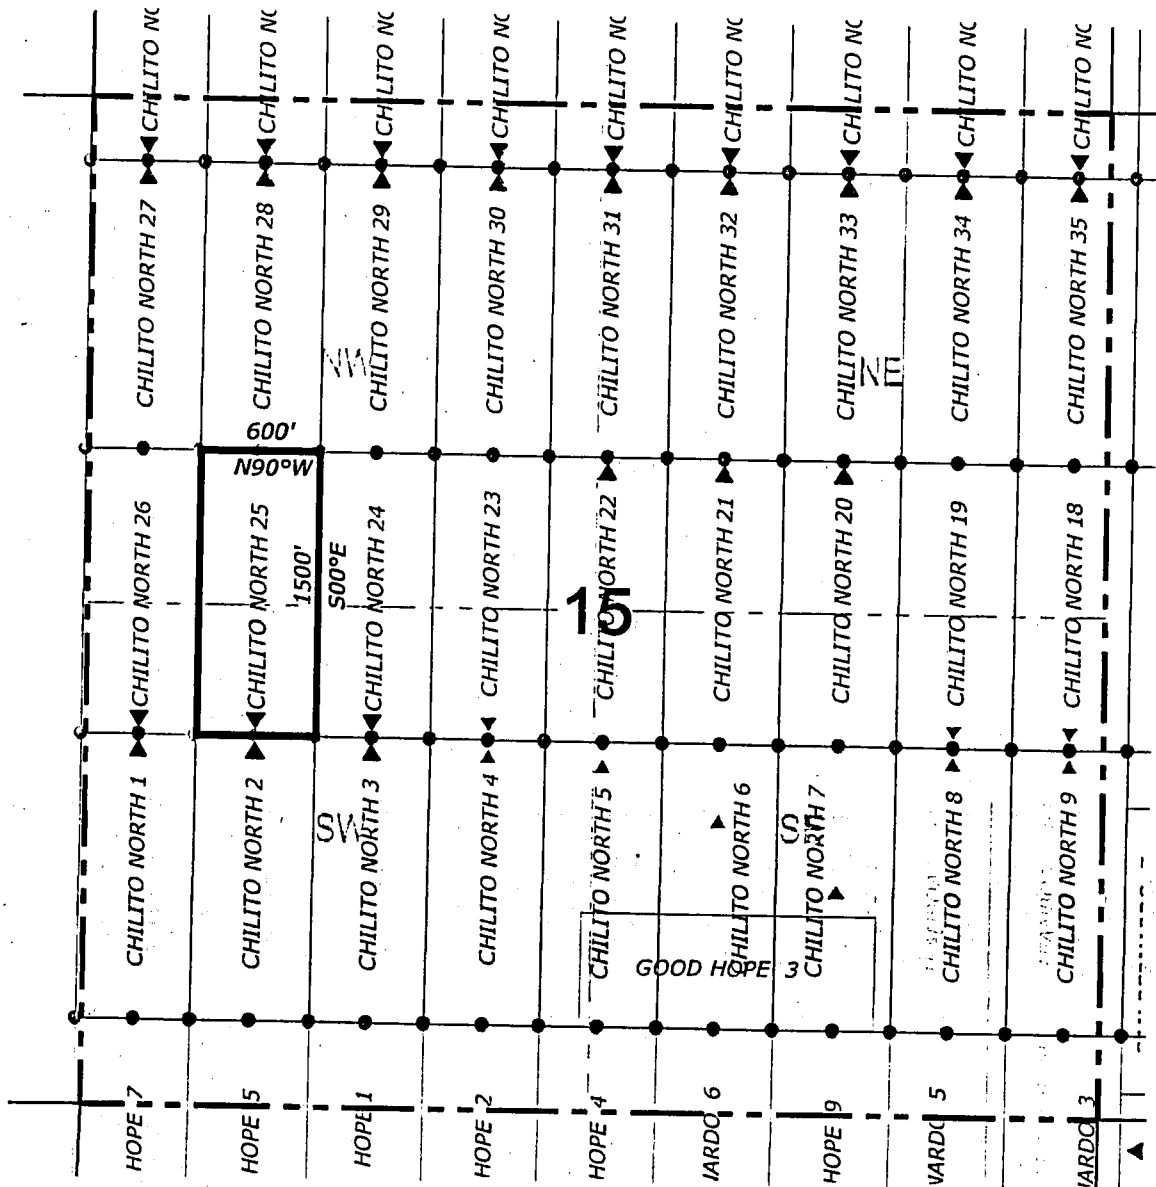 CHILITO NO
CHILITO NO
CHILITO NO
CHILITO NO
CHILITO NO
CHILITO NO
CHILITO NO
CHILITO NO
CHILITO NO
CHILITO NORTH 27
CHILITO NORTH 28
CHILITO NORTH 29
CHILITO NORTH 30
CHILITO NORTH 31
CHILITO NORTH 32
CHILITO NORTH 33
CHILITO NORTH 34
CHILITO NORTH 35
NW
NE
600'
N90°W
CHILITO NORTH 26
CHILITO NORTH 25
1500'
S00°E
CHILITO NORTH 24
CHILITO NORTH 23
CHILITO NORTH 22
CHILITO NORTH 21
CHILITO NORTH 20
CHILITO NORTH 19
CHILITO NORTH 18
15
CHILITO NORTH 1
CHILITO NORTH 2
CHILITO NORTH 3
CHILITO NORTH 4
CHILITO NORTH 5
CHILITO NORTH 6
CHILITO NORTH 7
CHILITO NORTH 8
CHILITO NORTH 9
SW
SE
GOOD HOPE 3
HOPE 7
HOPE 5
HOPE 1
HOPE 2
HOPE 4
IARDO 6
HOPE 9
VARDO 5
IARDO 3